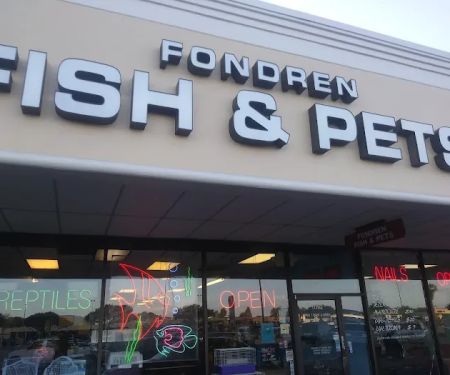 FONDREN
FISH & PETS
FONDREN
FISH & PETS
REPTILES
OPEN
NAILS